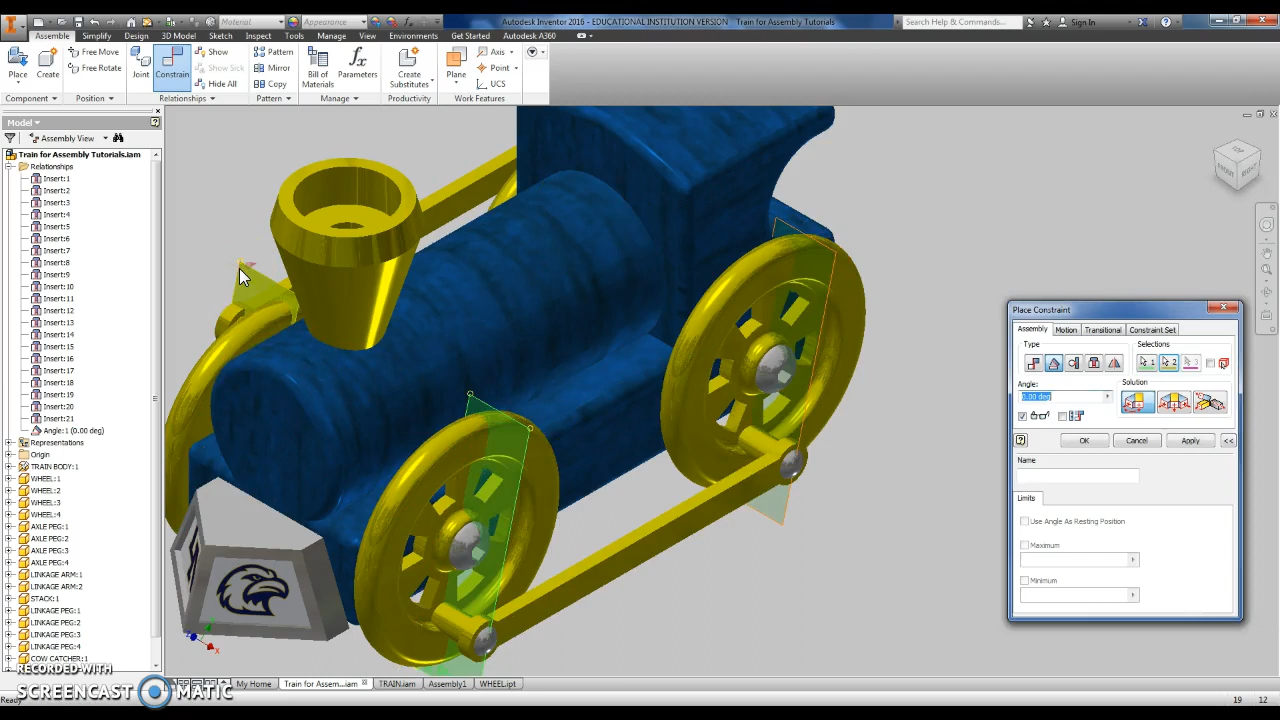 Material
Appearance
Autodesk Inventor 2016 - EDUCATIONAL INSTITUTION VERSION Train for Assembly Tutorials
Search Help & Commands...
Sign In
Assemble Simplify Design 3D Model Sketch Inspect Tools Manage View Environments Get Started Autodesk A360
Place
Create
Free Move
Free Rotate
Joint
Constrain
Show
Show Sick
Hide All
Pattern
Mirror
Copy
Bill of
Materials
Parameters
Create
Substitutes
Plane
Axis
Point
UCS
Component Position Relationships Pattern Manage Productivity Work Features
Model
Assembly View
Train for Assembly Tutorials.iam
Relationships
Insert:1
Insert:2
Insert:3
Insert:4
Insert:5
Insert:6
Insert:7
Insert:8
Insert:9
Insert:10
Insert:11
Insert:12
Insert:13
Insert:14
Insert:15
Insert:16
Insert:17
Insert:18
Insert:19
Insert:20
Insert:21
Angle:1 (0.00 deg)
Representations
Origin
TRAIN BODY:1
WHEEL:1
WHEEL:2
WHEEL:3
WHEEL:4
AXLE PEG:1
AXLE PEG:2
AXLE PEG:3
AXLE PEG:4
LINKAGE ARM:1
LINKAGE ARM:2
STACK:1
LINKAGE PEG:1
LINKAGE PEG:2
LINKAGE PEG:3
LINKAGE PEG:4
COW CATCHER:1
Place Constraint
Assembly Motion Transitional Constraint Set
Type
Selections
1 2 3
Angle:
0.00 deg
Solution
OK Cancel Apply <<
Name
Limits
Use Angle As Resting Position
Maximum
Minimum
X
RECORDED WITH
SCREENCAST MATIC
My Home Train for Assem....iam TRAIN.iam Assembly1 WHEEL.ipt
Ready
19 12